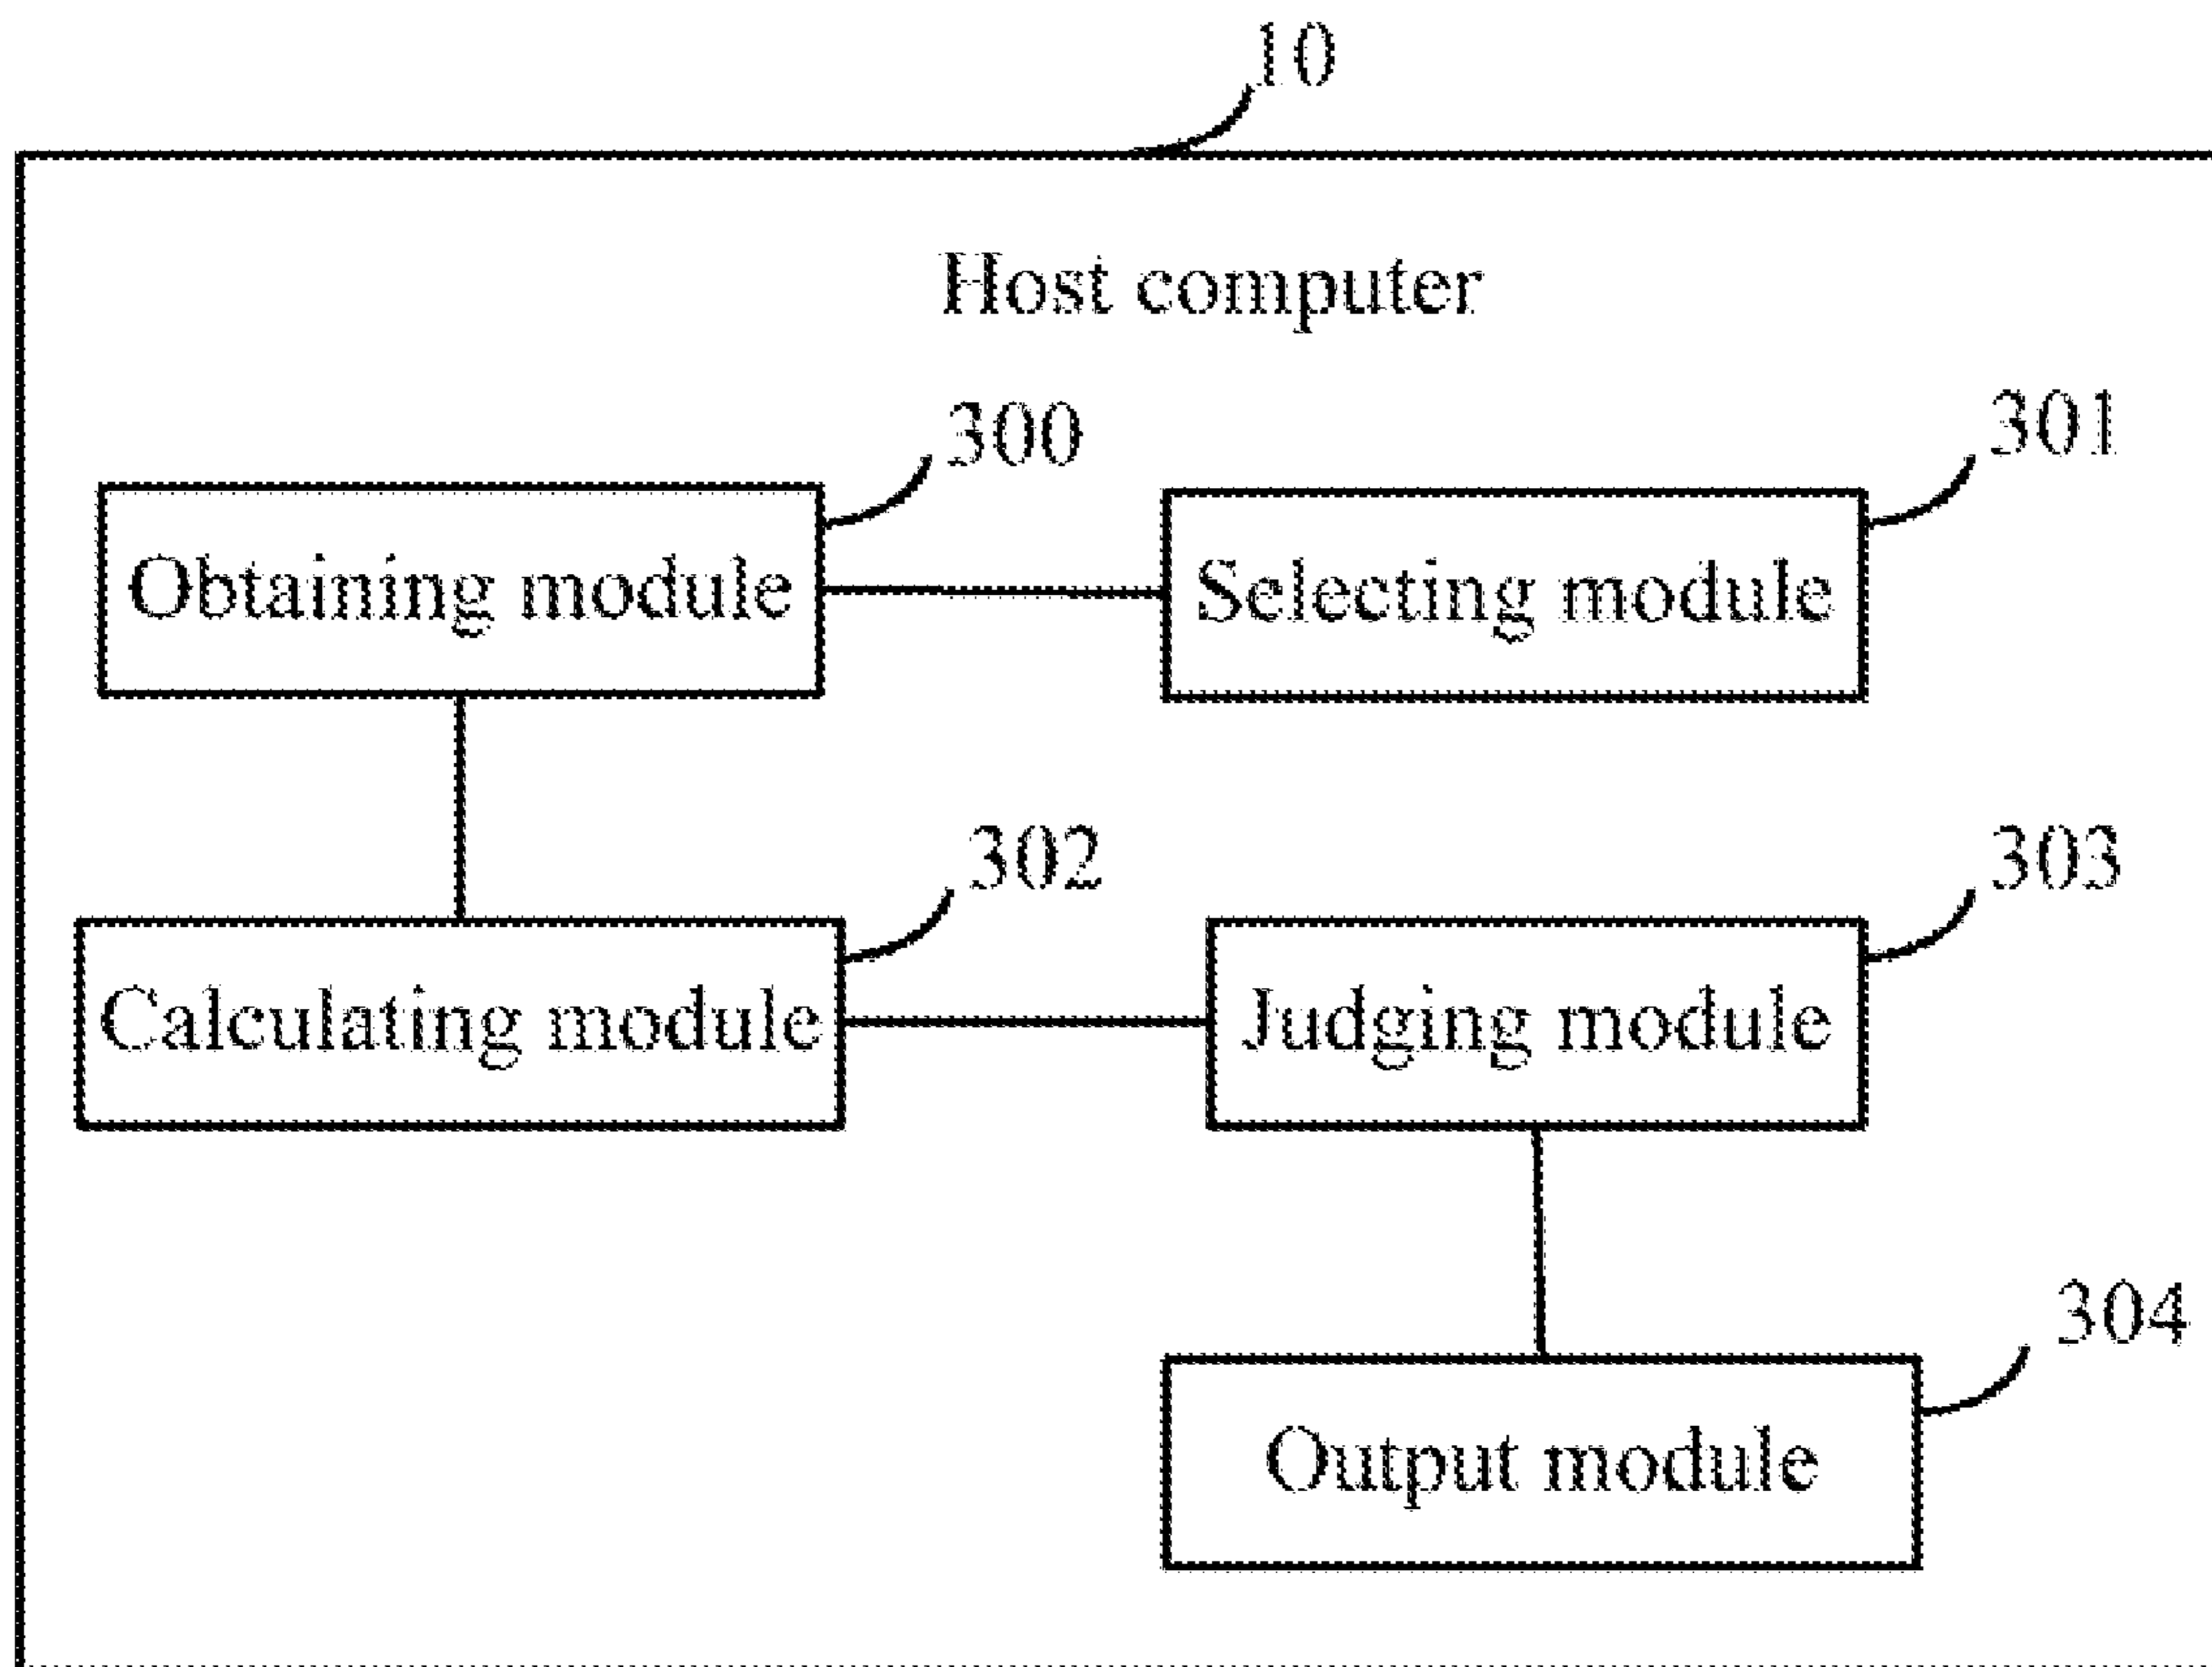 10
Host computer
300
301
Obtaining module
Selecting module
302
303
Calculating module
Judging module
304
Output module